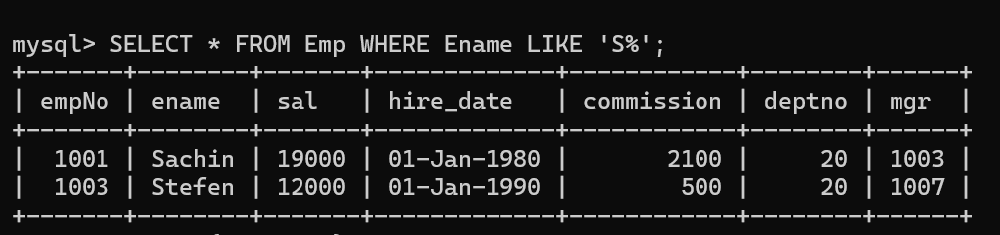 mysql> SELECT * FROM Emp WHERE Ename LIKE 'S%';
+-------+--------+-------+-------------+------------+--------+------+
| empNo | ename  | sal   | hire_date   | commission | deptno | mgr  |
+-------+--------+-------+-------------+------------+--------+------+
|  1001 | Sachin | 19000 | 01-Jan-1980 |       2100 |     20 | 1003 |
|  1003 | Stefen | 12000 | 01-Jan-1990 |        500 |     20 | 1007 |
+-------+--------+-------+-------------+------------+--------+------+